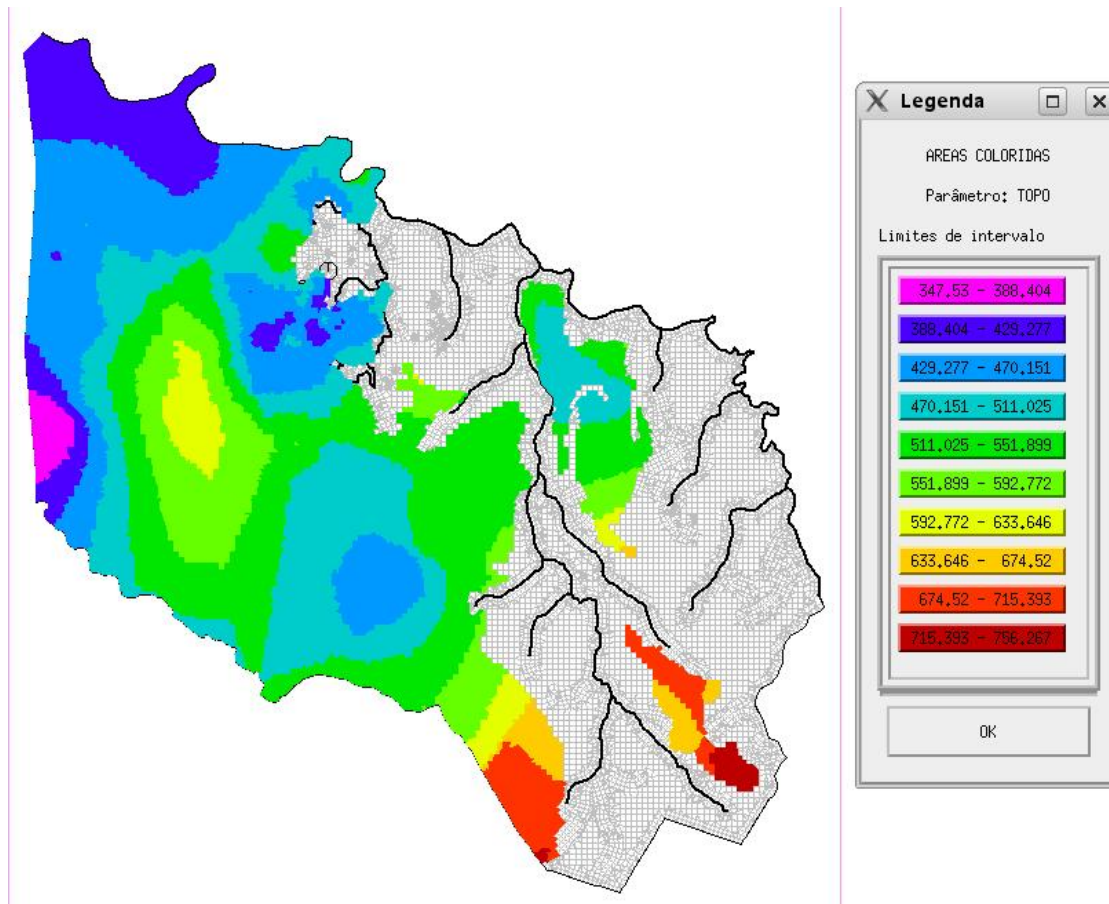 Legenda
AREAS COLORIDAS
Parâmetro: TOPO
Limites de intervalo
347.53 - 388.404
388.404 - 429.277
429.277 - 470.151
470.151 - 511.025
511.025 - 551.899
551.899 - 592.772
592.772 - 633.646
633.646 - 674.52
674.52 - 715.393
715.393 - 756.267
OK